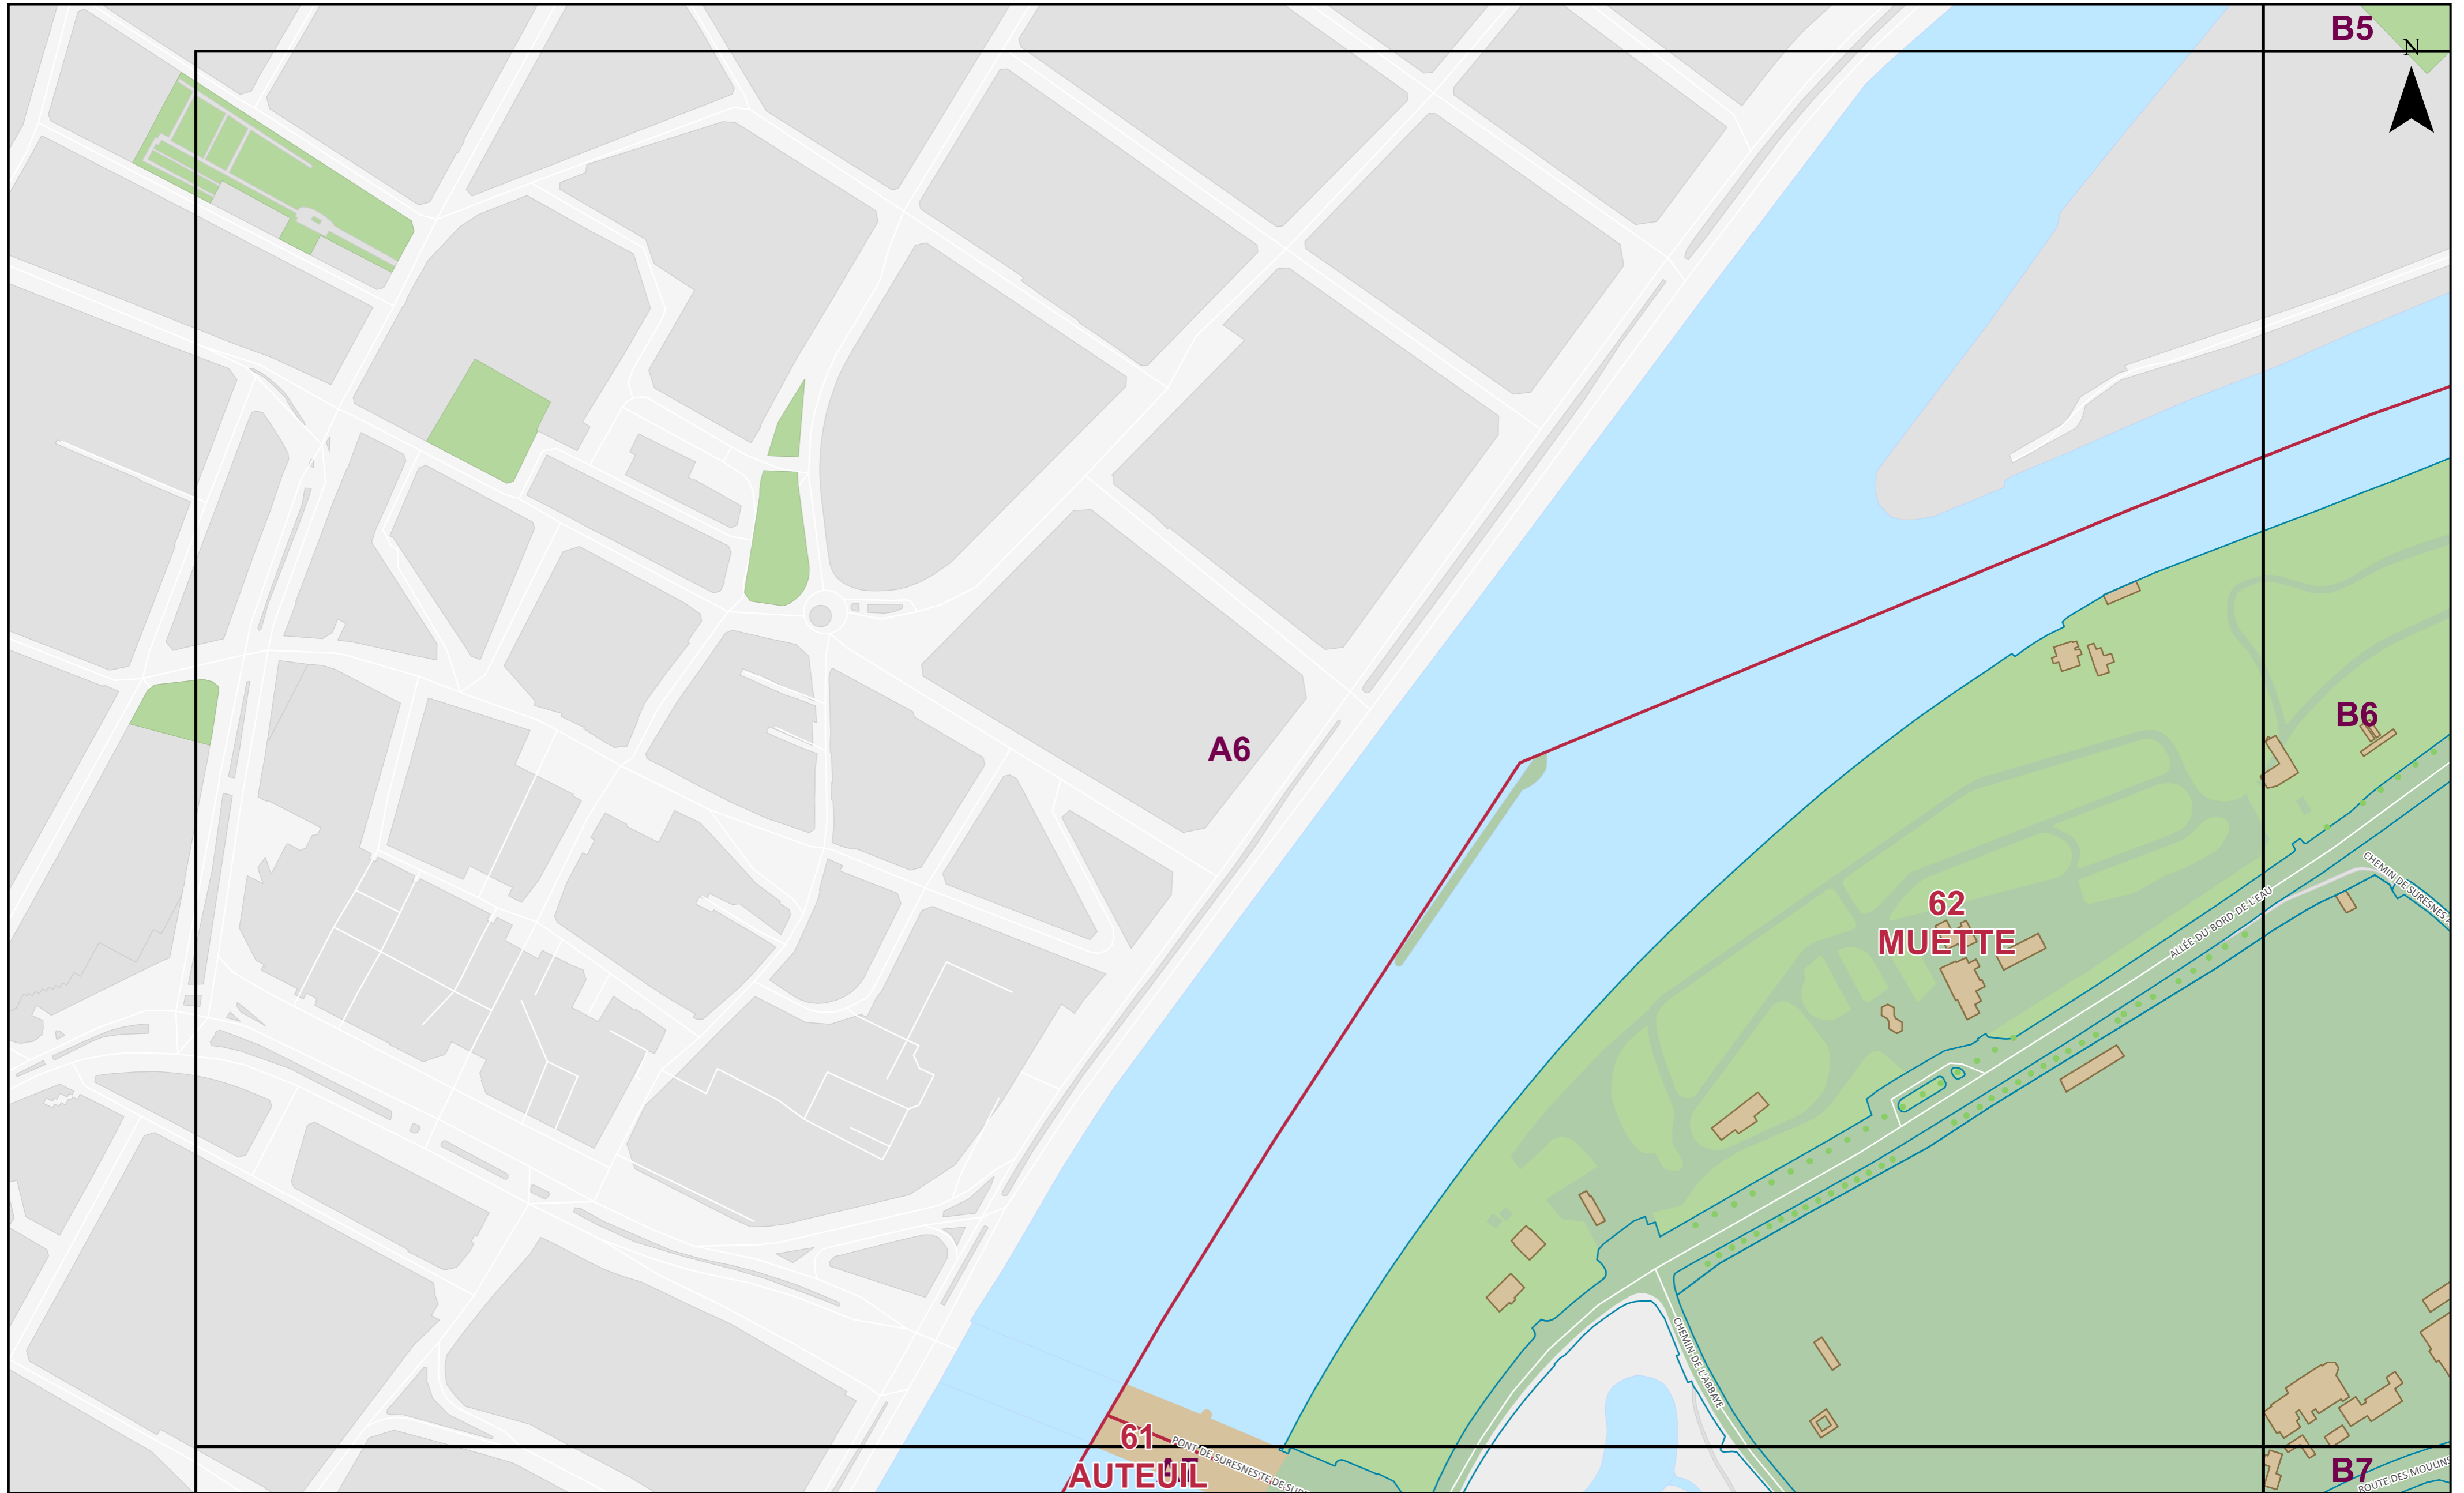 B5
N
B6
A6
CHEMIN DE SURESNES
62
MUETTE
ALLÉE DU BORD DE L'EAU
CHEMIN DE L'ABBAYE
61
AUTEUIL
PONT DE SURESNES
B7
ROUTE DES MOULINS